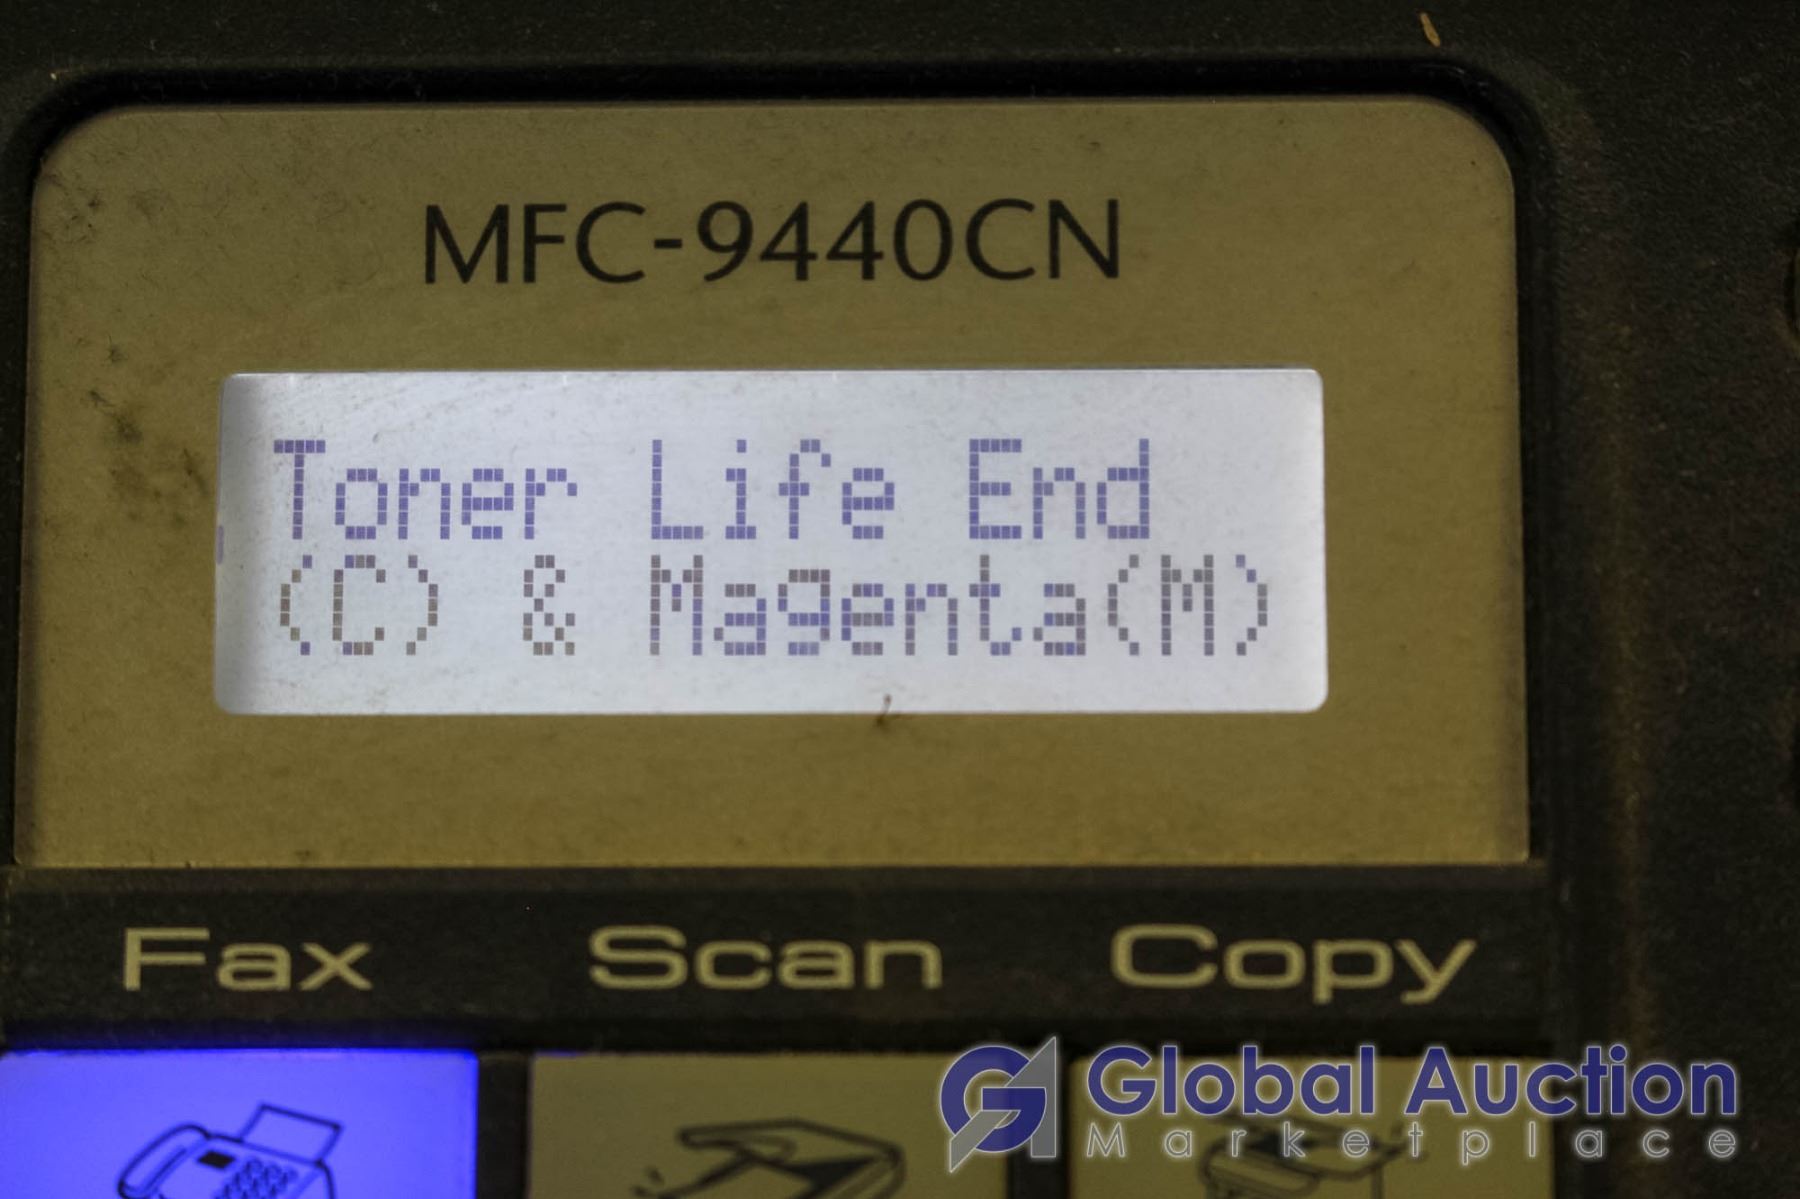 MFC-9440CN
Toner Life End
(C) & Magenta(M)
Fax Scan Copy
Global Auction
Marketplace